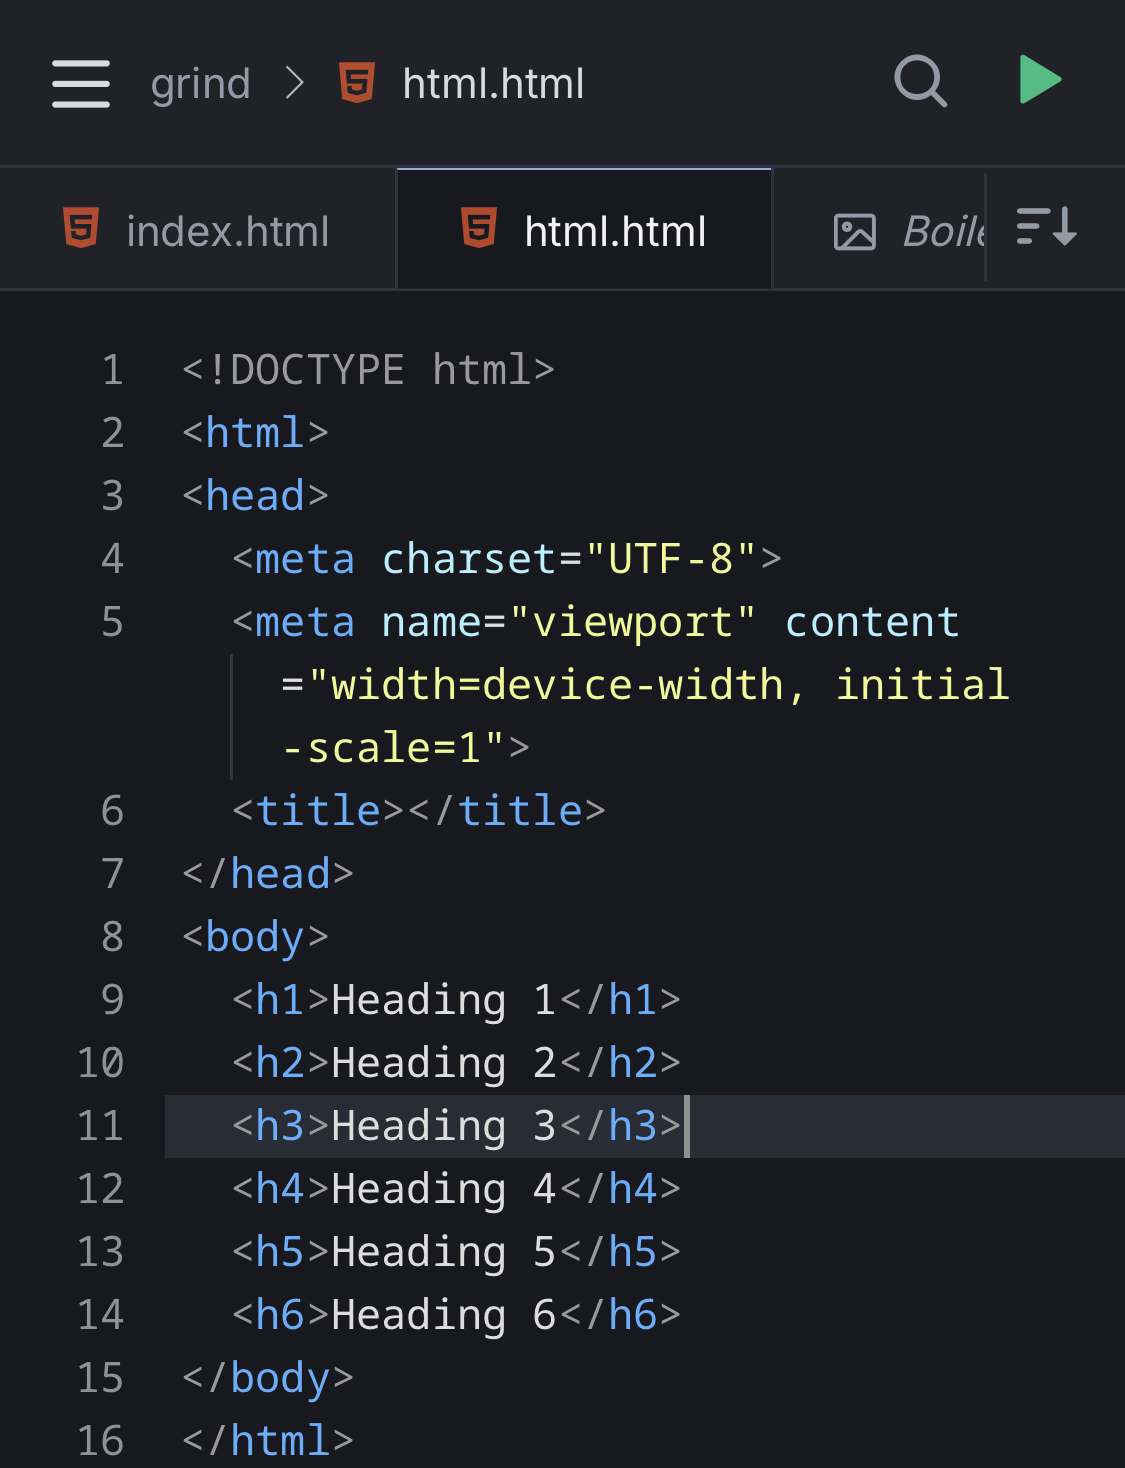 grind > html.html
index.html html.html Boile
1 <!DOCTYPE html>
2 <html>
3 <head>
4   <meta charset="UTF-8">
5   <meta name="viewport" content
="width=device-width, initial
-scale=1">
6   <title></title>
7 </head>
8 <body>
9   <h1>Heading 1</h1>
10   <h2>Heading 2</h2>
11   <h3>Heading 3</h3>
12   <h4>Heading 4</h4>
13   <h5>Heading 5</h5>
14   <h6>Heading 6</h6>
15 </body>
16 </html>